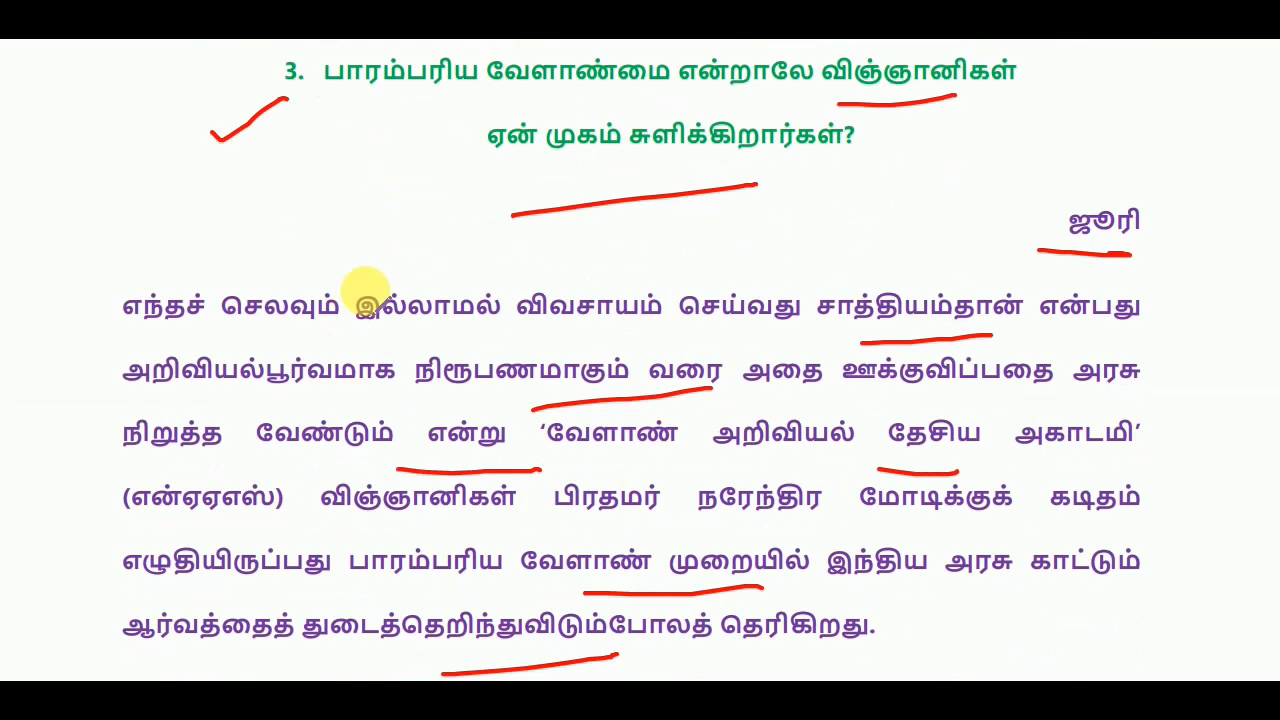 3. பாரம்பரிய வேளாண்மை என்றாலே விஞ்ஞானிகள்
ஏன் முகம் சுளிக்கிறார்கள்?
ஜூரி
எந்தச் செலவும் இல்லாமல் விவசாயம் செய்வது சாத்தியம்தான் என்பது
அறிவியல்பூர்வமாக நிரூபணமாகும் வரை அதை ஊக்குவிப்பதை அரசு
நிறுத்த வேண்டும் என்று ‘வேளாண் அறிவியல் தேசிய அகாடமி’
(என்ஏஏஎஸ்) விஞ்ஞானிகள் பிரதமர் நரேந்திர மோடிக்குக் கடிதம்
எழுதியிருப்பது பாரம்பரிய வேளாண் முறையில் இந்திய அரசு காட்டும்
ஆர்வத்தைத் துடைத்தெறிந்துவிடும்போலத் தெரிகிறது.